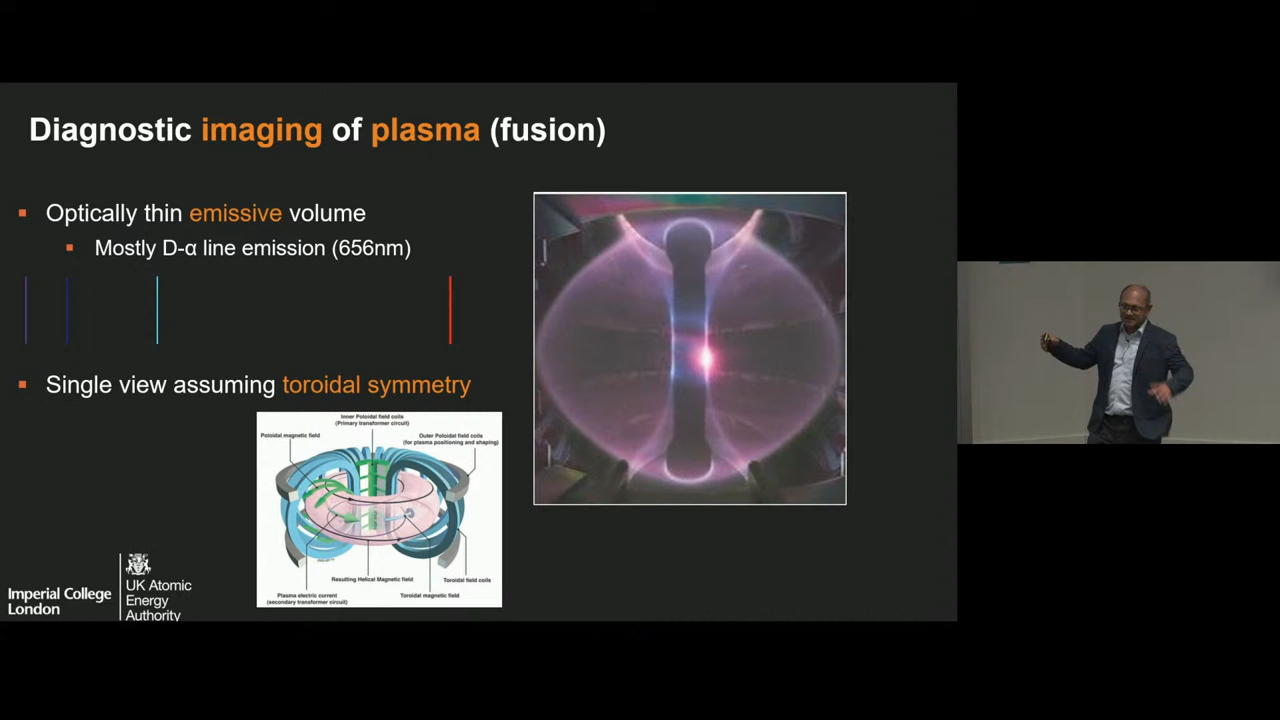 Diagnostic imaging of plasma (fusion)
Optically thin emissive volume
Mostly D-α line emission (656nm)
Single view assuming toroidal symmetry
Inner Poloidal field coils
(Primary transformer circuit)
Poloidal magnetic field
Outer Poloidal field coils
(for plasma positioning and shaping)
Resulting Helical Magnetic field
Toroidal field coils
Plasma electric current
(secondary transformer circuit)
Toroidal magnetic field
Imperial College
London
UK Atomic
Energy
Authority